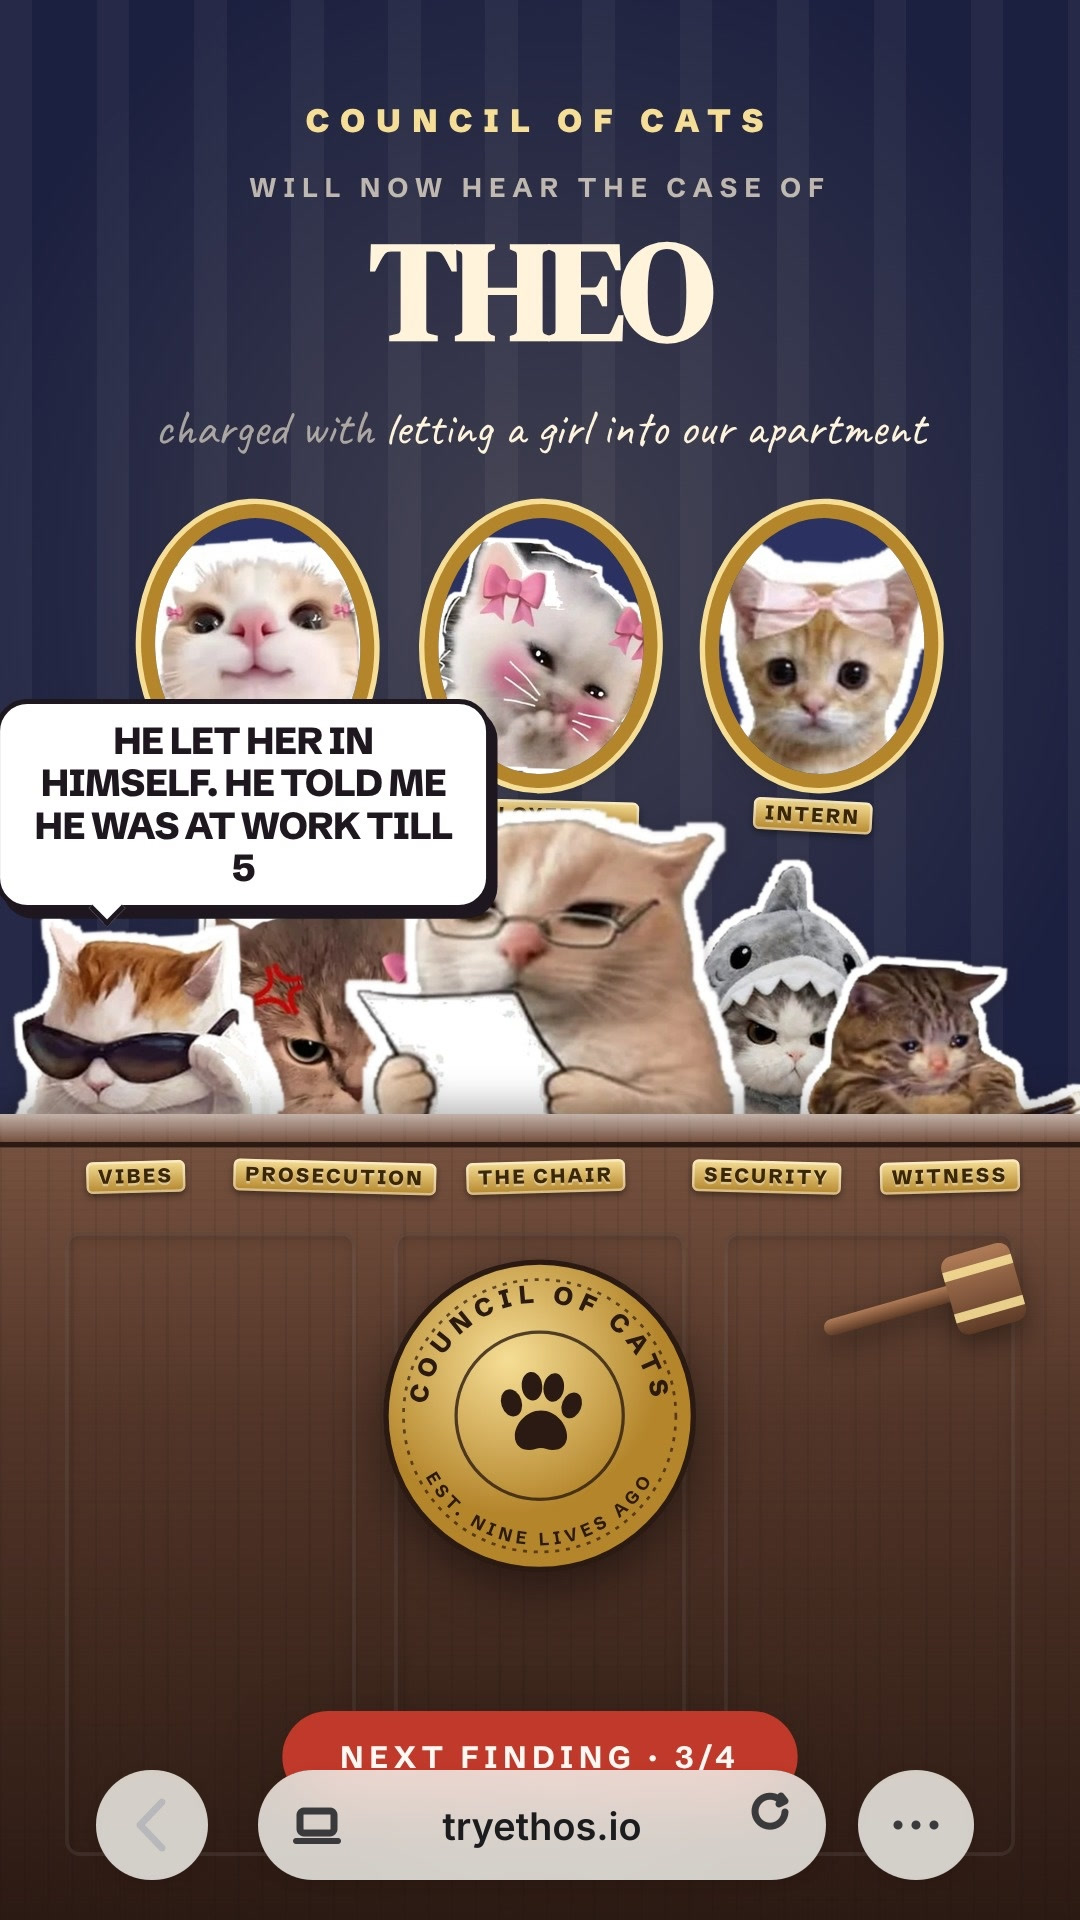 COUNCIL OF CATS
WILL NOW HEAR THE CASE OF
THEO
charged with letting a girl into our apartment
HE LET HER IN
HIMSELF. HE TOLD ME
HE WAS AT WORK TILL
5
INTERN
VIBES
PROSECUTION
THE CHAIR
SECURITY
WITNESS
COUNCIL OF CATS
EST. NINE LIVES AGO
NEXT FINDING · 3/4
tryethos.io